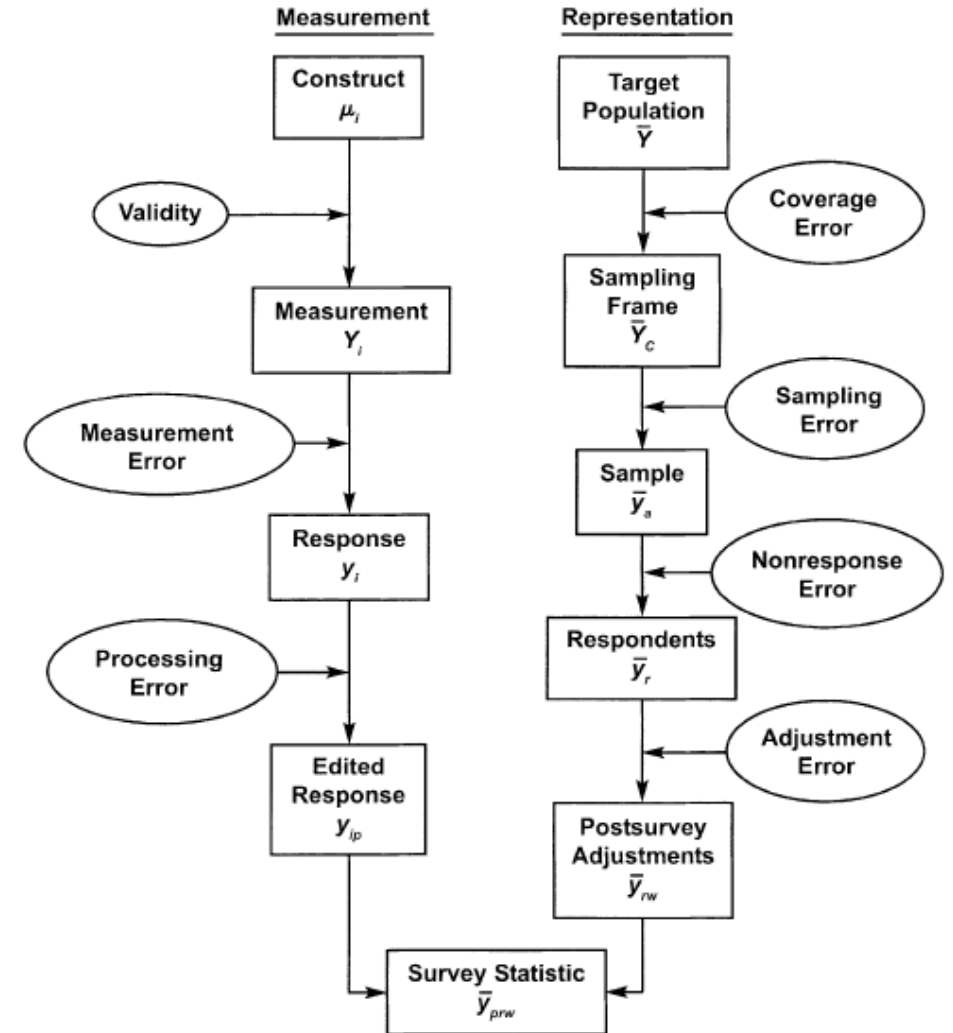 Measurement
Representation
Construct
μi
Target
Population
Ȳ
Validity
Coverage
Error
Measurement
Yi
Sampling
Frame
Ȳc
Measurement
Error
Sampling
Error
Sample
ȳa
Response
yi
Nonresponse
Error
Processing
Error
Respondents
ȳr
Edited
Response
yip
Adjustment
Error
Postsurvey
Adjustments
ȳrw
Survey Statistic
ȳprw